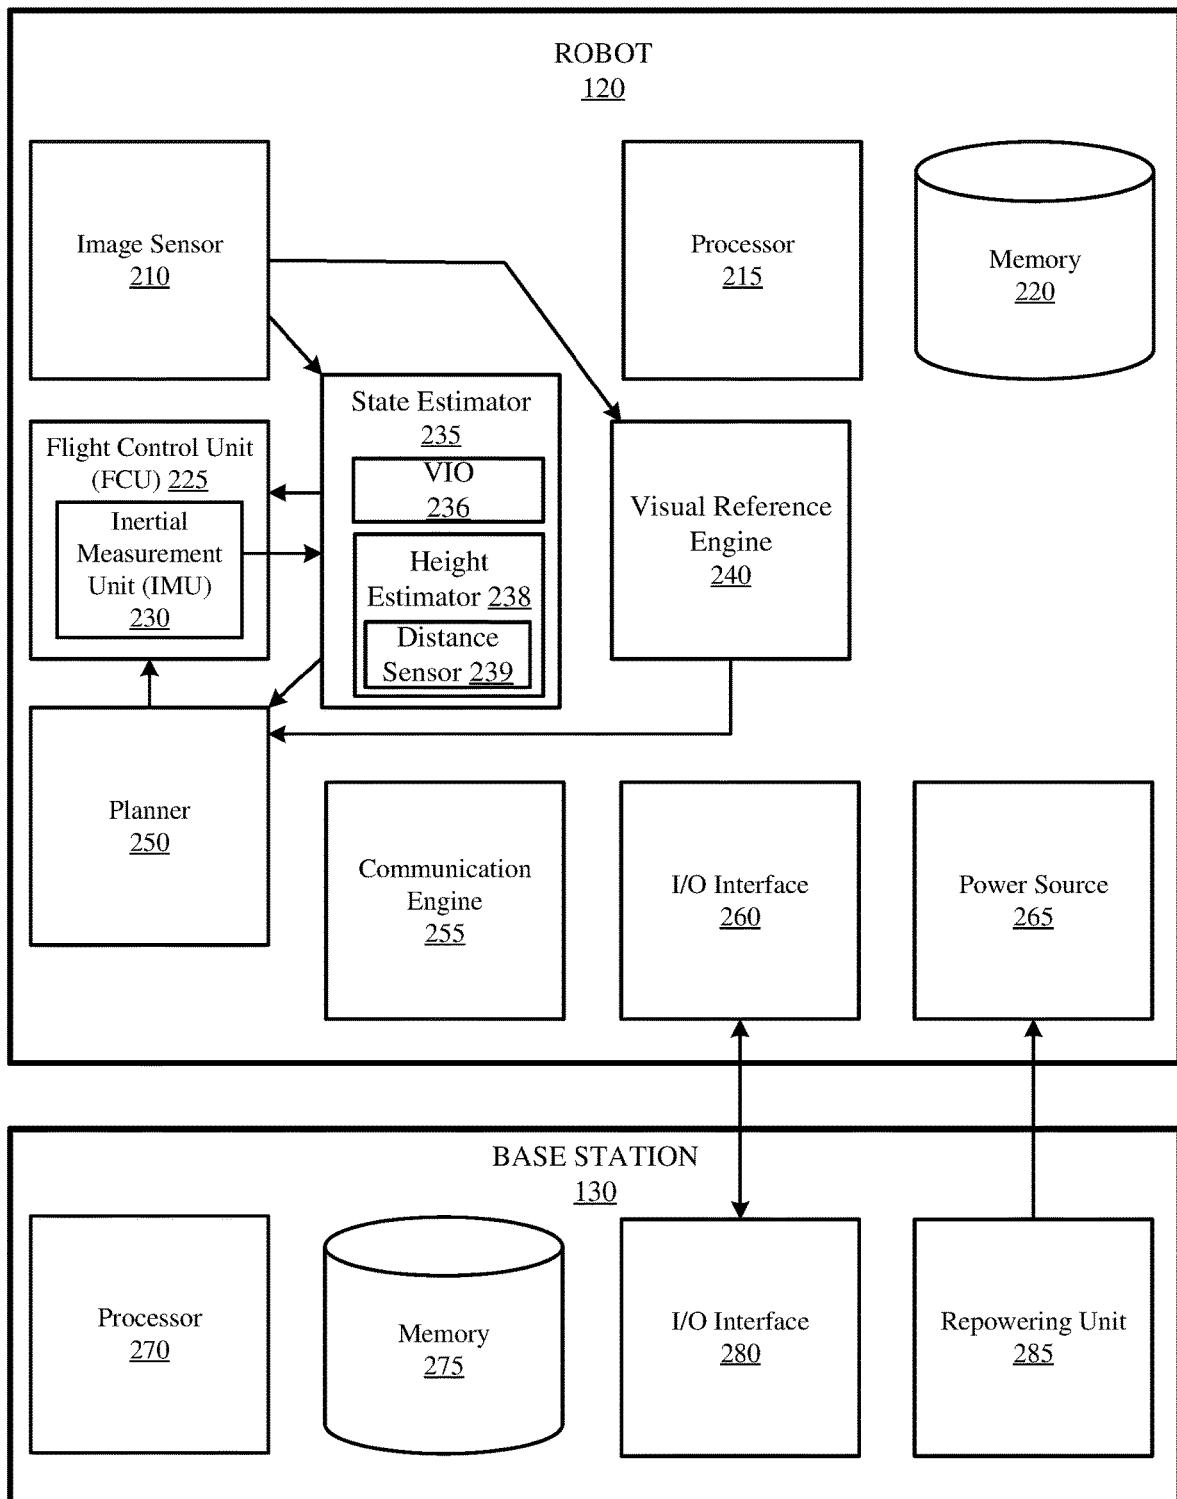 ROBOT
120
Image Sensor
210
Processor
215
Memory
220
State Estimator
235
VIO
236
Height
Estimator 238
Distance
Sensor 239
Flight Control Unit
(FCU) 225
Inertial
Measurement
Unit (IMU)
230
Visual Reference
Engine
240
Planner
250
Communication
Engine
255
I/O Interface
260
Power Source
265
BASE STATION
130
Processor
270
Memory
275
I/O Interface
280
Repowering Unit
285